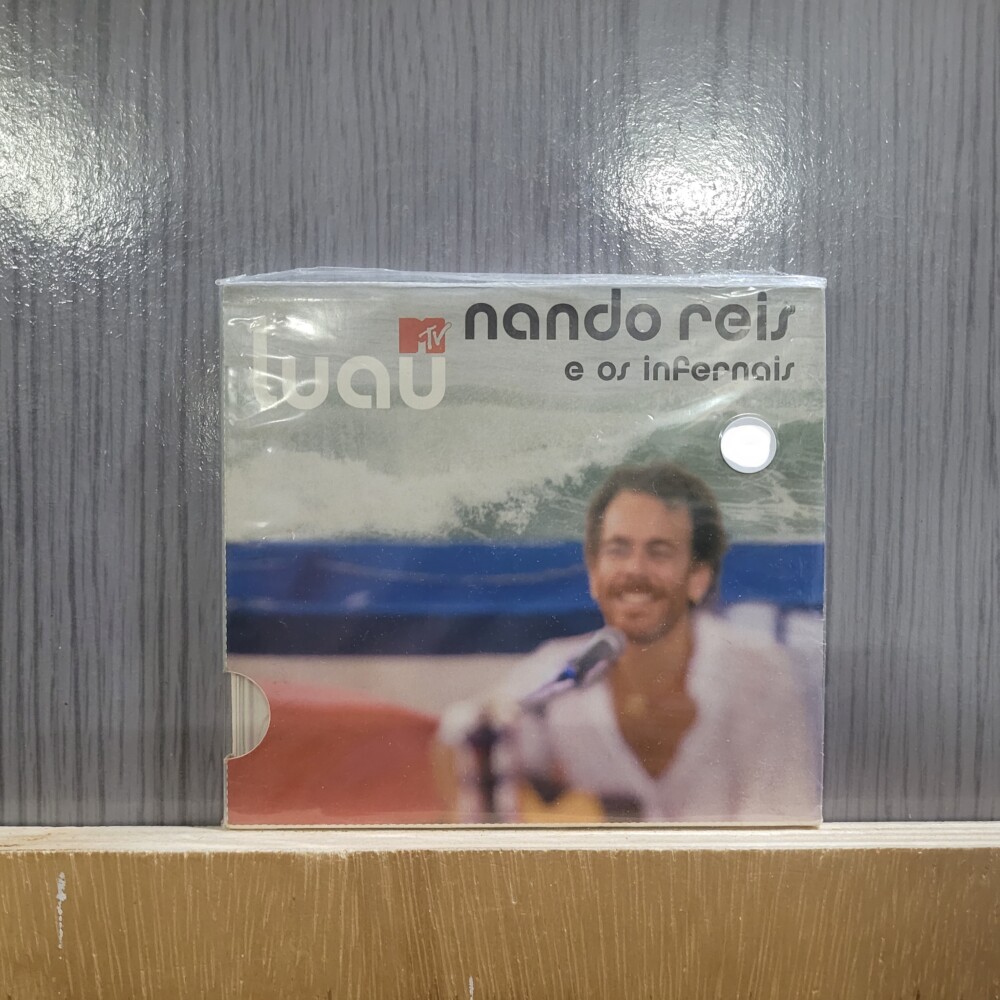 nando reis
MTV
luau
e os infernais